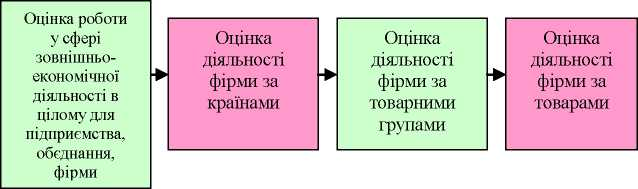 Оцінка роботи
у сфері
зовнішньо-
економічної
діяльності в
цілому для
підприємства,
обєднання,
фірми
Оцінка
діяльності
фірми за
країнами
Оцінка
діяльності
фірми за
товарними
групами
Оцінка
діяльності
фірми за
товарами